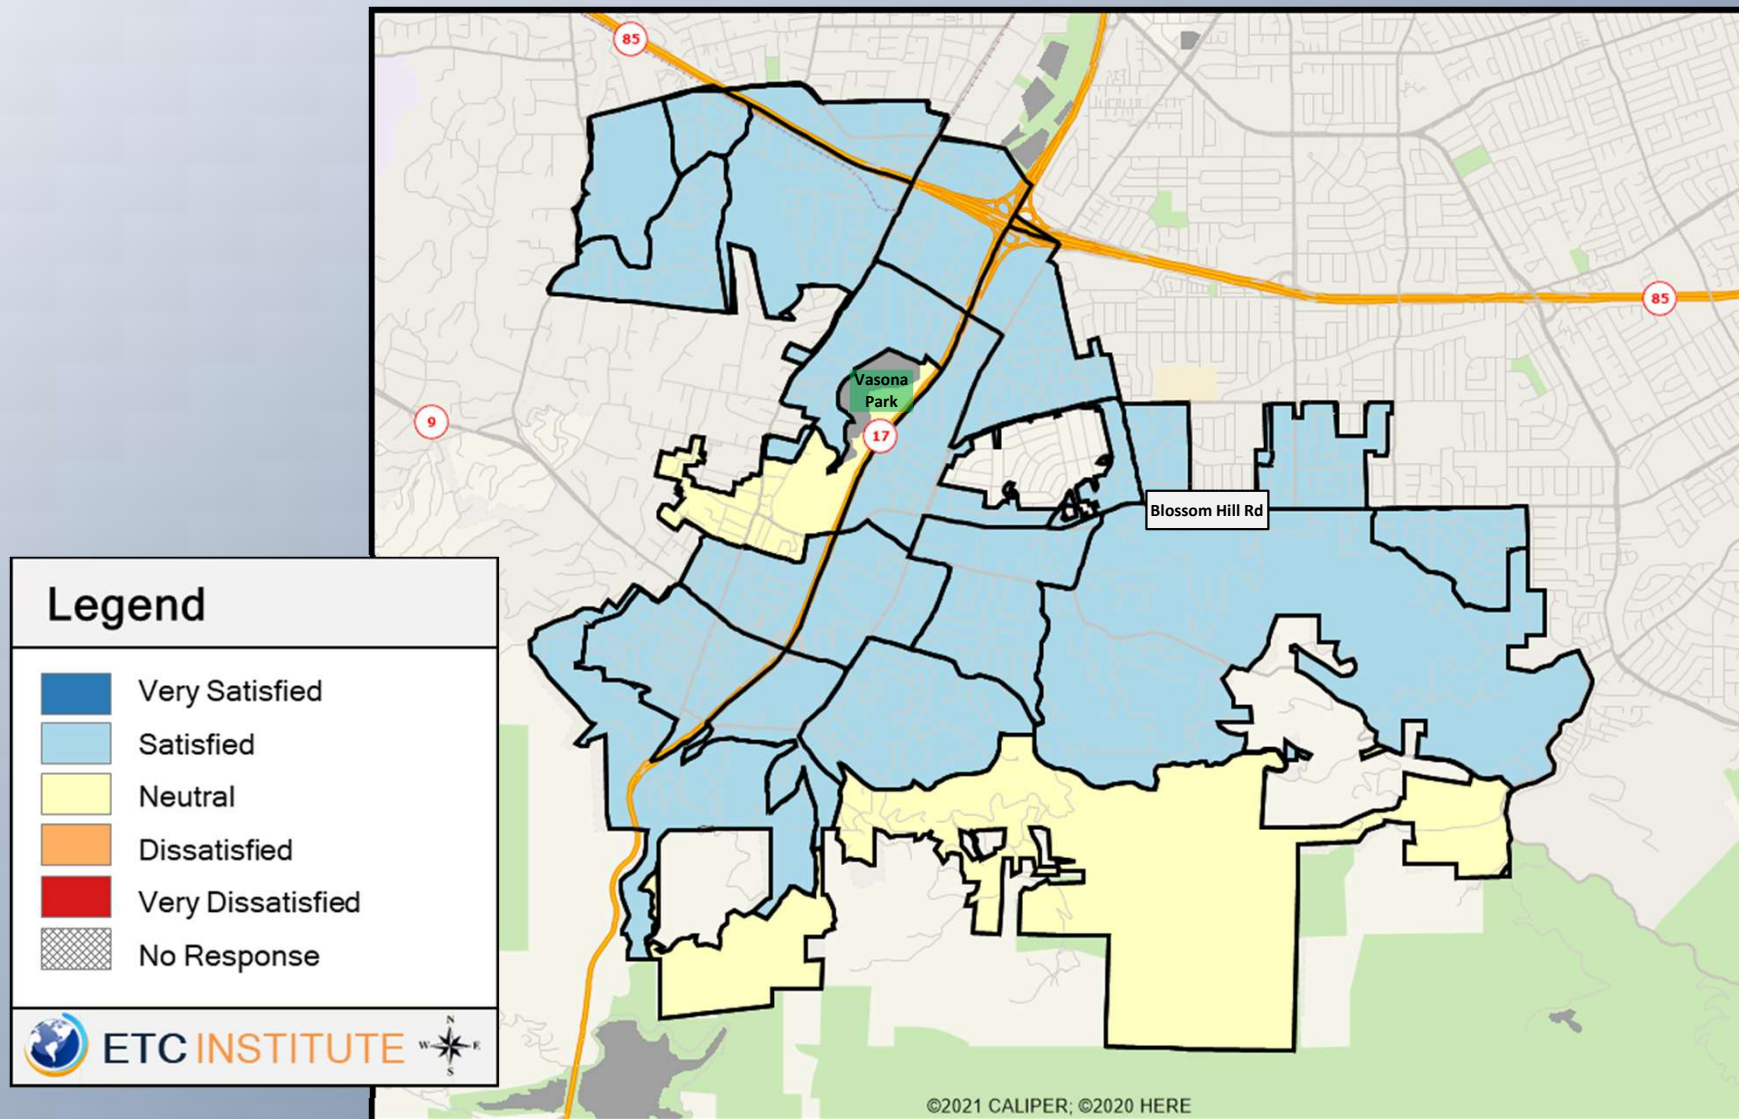 85
85
9
Vasona
Park
17
Blossom Hill Rd
Legend
Very Satisfied
Satisfied
Neutral
Dissatisfied
Very Dissatisfied
No Response
ETC INSTITUTE
N
W E
S
©2021 CALIPER; ©2020 HERE